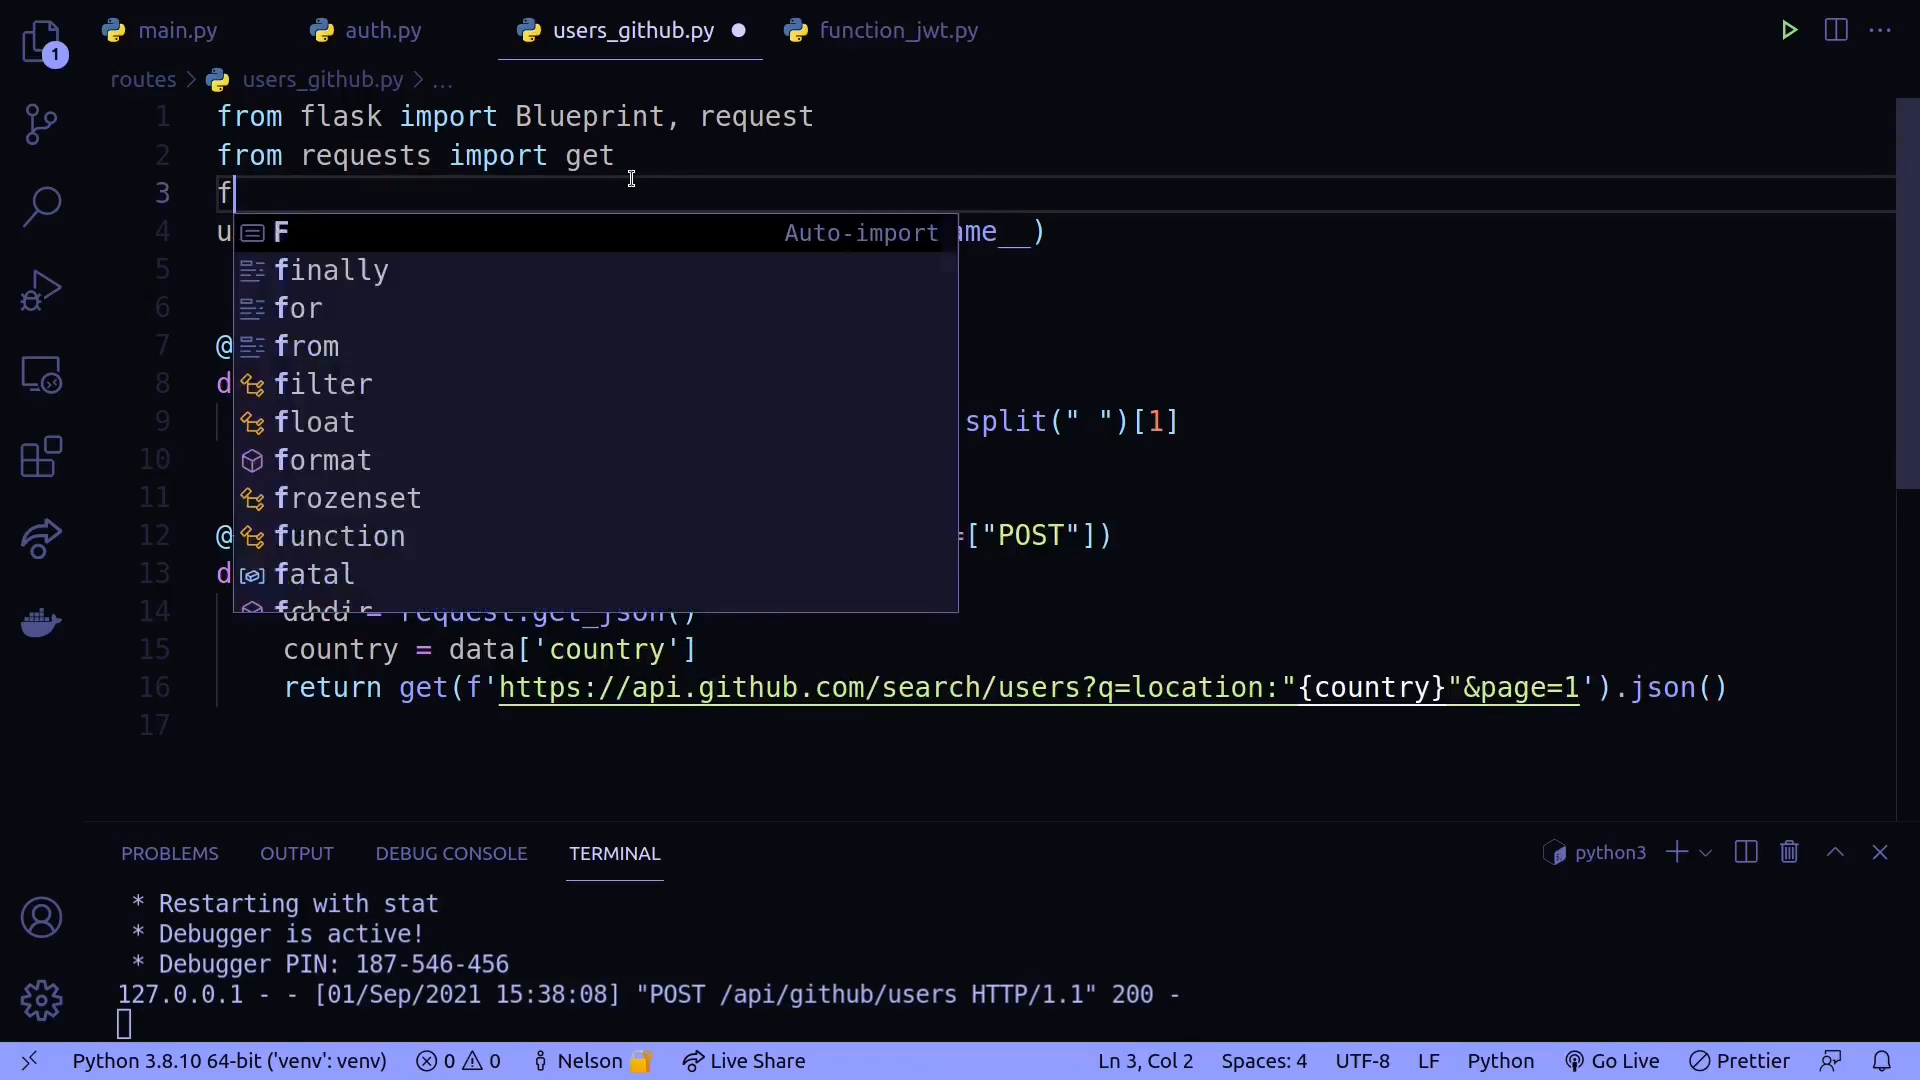 main.py
auth.py
users_github.py
function_jwt.py
1
routes > users_github.py > ...
1 from flask import Blueprint, request
2 from requests import get
3 f
4 u
ame__)
F Auto-import
finally
for
from
filter
float
format
frozenset
function
fatal
fchdir
5
6
7 @
8 d
9 split(" ")[1]
10
11
12 @
=["POST"])
13 d
14 data = request.get_json()
15 country = data['country']
16 return get(f'https://api.github.com/search/users?q=location:"{country}"&page=1').json()
17
PROBLEMS OUTPUT DEBUG CONSOLE TERMINAL
python3
* Restarting with stat
* Debugger is active!
* Debugger PIN: 187-546-456
127.0.0.1 - - [01/Sep/2021 15:38:08] "POST /api/github/users HTTP/1.1" 200 -
Python 3.8.10 64-bit ('venv': venv) 0 0 Nelson Live Share Ln 3, Col 2 Spaces: 4 UTF-8 LF Python Go Live Prettier